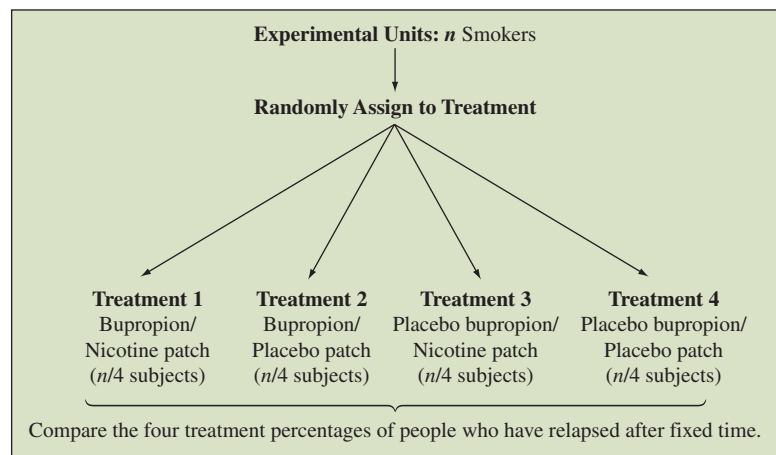 Experimental Units: n Smokers
Randomly Assign to Treatment
Treatment 1
Bupropion/
Nicotine patch
(n/4 subjects)
Treatment 2
Bupropion/
Placebo patch
(n/4 subjects)
Treatment 3
Placebo bupropion/
Nicotine patch
(n/4 subjects)
Treatment 4
Placebo bupropion/
Placebo patch
(n/4 subjects)
Compare the four treatment percentages of people who have relapsed after fixed time.